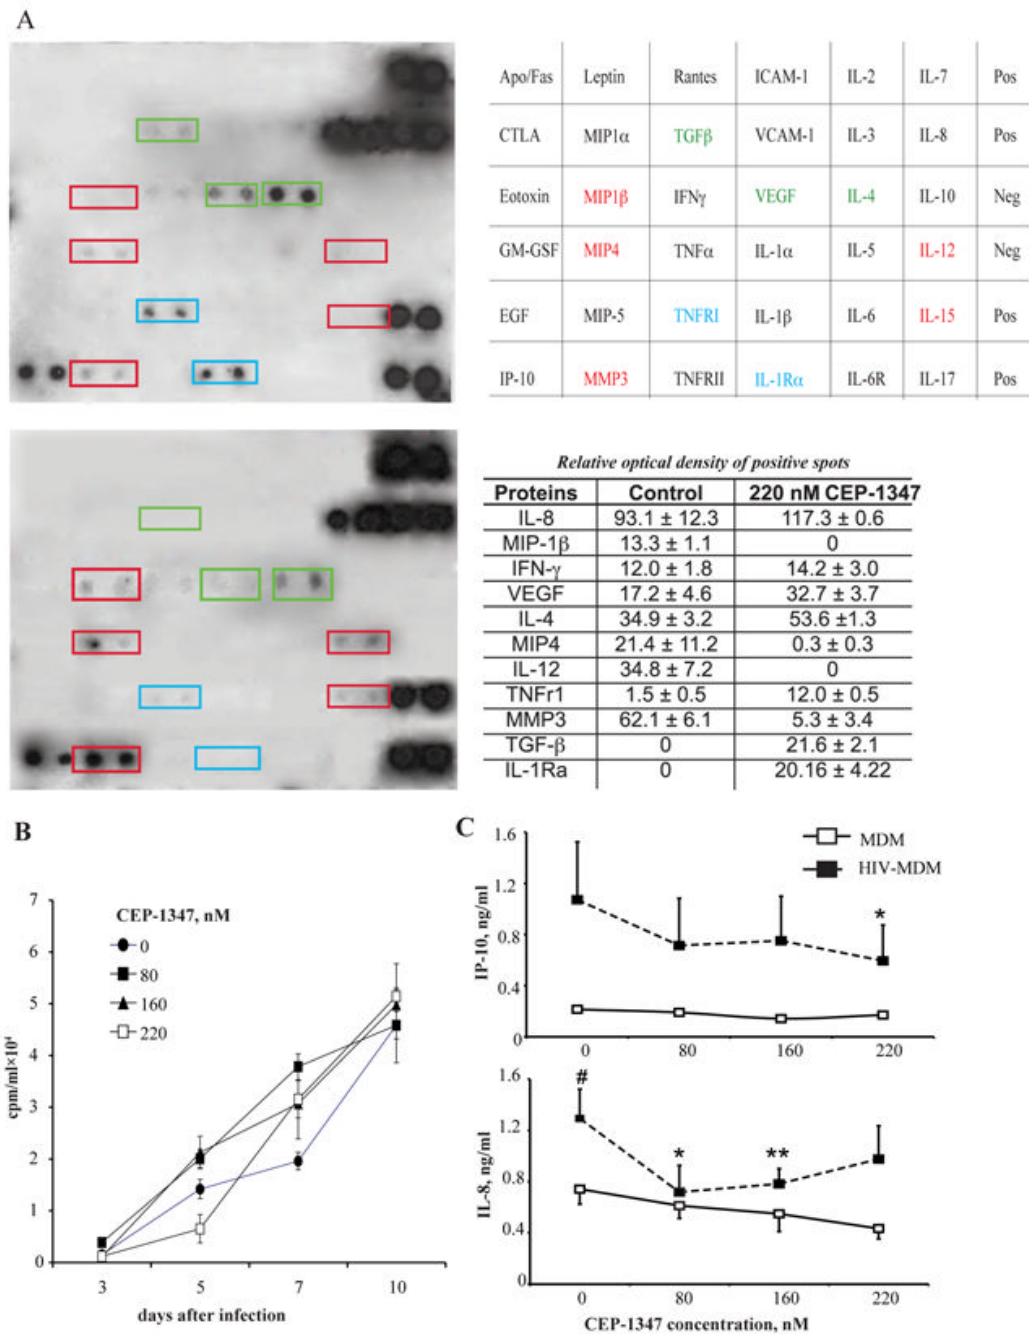 A
Apo/Fas Leptin Rantes ICAM-1 IL-2 IL-7 Pos
CTLA MIP1α TGFβ VCAM-1 IL-3 IL-8 Pos
Eotoxin MIP1β IFNγ VEGF IL-4 IL-10 Neg
GM-GSF MIP4 TNFα IL-1α IL-5 IL-12 Neg
EGF MIP-5 TNFRI IL-1β IL-6 IL-15 Pos
IP-10 MMP3 TNFRII IL-1Rα IL-6R IL-17 Pos
Relative optical density of positive spots
Proteins Control 220 nM CEP-1347
IL-8 93.1 ± 12.3 117.3 ± 0.6
MIP-1β 13.3 ± 1.1 0
IFN-γ 12.0 ± 1.8 14.2 ± 3.0
VEGF 17.2 ± 4.6 32.7 ± 3.7
IL-4 34.9 ± 3.2 53.6 ±1.3
MIP4 21.4 ± 11.2 0.3 ± 0.3
IL-12 34.8 ± 7.2 0
TNFr1 1.5 ± 0.5 12.0 ± 0.5
MMP3 62.1 ± 6.1 5.3 ± 3.4
TGF-β 0 21.6 ± 2.1
IL-1Ra 0 20.16 ± 4.22
B
CEP-1347, nM
0
80
160
220
7
6
5
4
3
2
1
0
cpm/ml×10⁴
3 5 7 10
days after infection
C
MDM
HIV-MDM
1.6
1.2
0.8
0.4
0
IP-10, ng/ml
*
0 80 160 220
1.6
1.2
0.8
0.4
0
IL-8, ng/ml
# * **
0 80 160 220
CEP-1347 concentration, nM